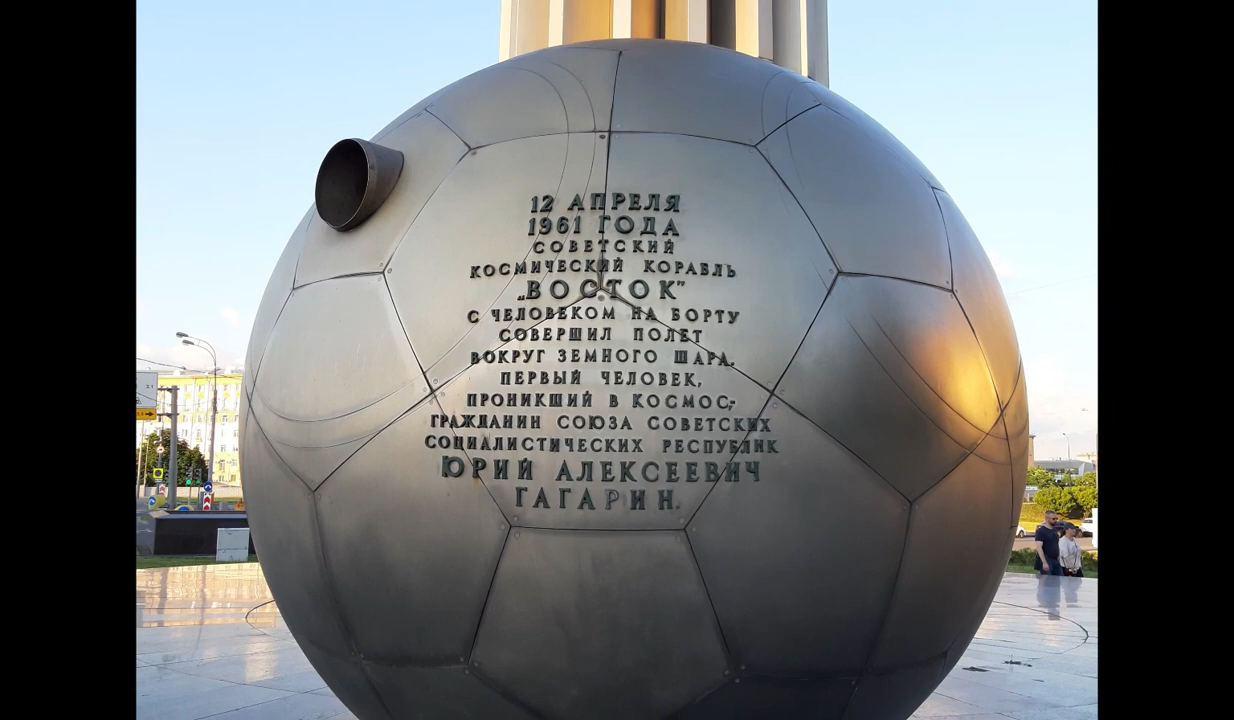 12 АПРЕЛЯ
1961 ГОДА
СОВЕТСКИЙ
КОСМИЧЕСКИЙ КОРАБЛЬ
„ВОСТОК”
С ЧЕЛОВЕКОМ НА БОРТУ
СОВЕРШИЛ ПОЛЕТ
ВОКРУГ ЗЕМНОГО ШАРА.
ПЕРВЫЙ ЧЕЛОВЕК,
ПРОНИКШИЙ В КОСМОС,-
ГРАЖДАНИН СОЮЗА СОВЕТСКИХ
СОЦИАЛИСТИЧЕСКИХ РЕСПУБЛИК
ЮРИЙ АЛЕКСЕЕВИЧ
ГАГАРИН.